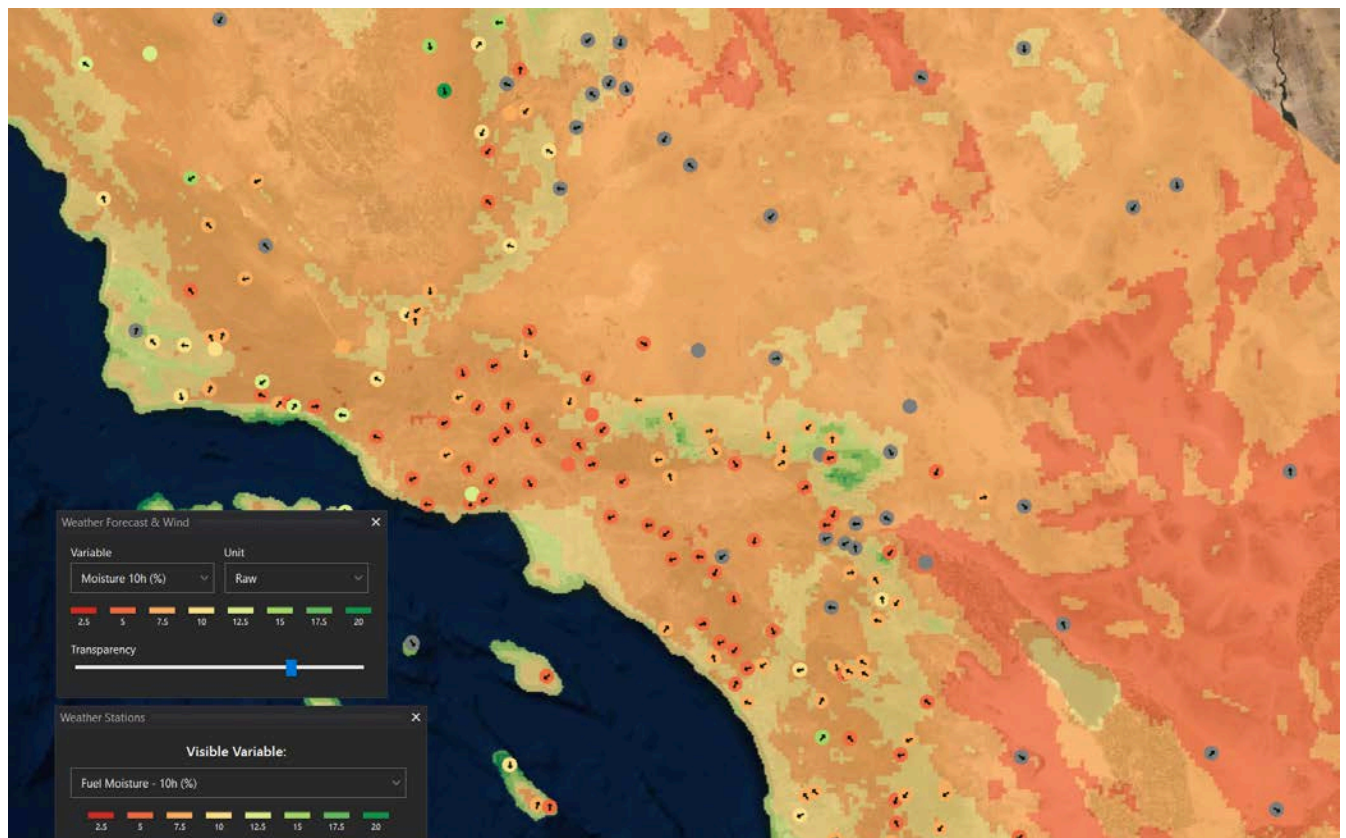 Weather Forecast & Wind
Variable Unit
Moisture 10h (%) Raw
2.5 5 7.5 10 12.5 15 17.5 20
Transparency
Weather Stations
Visible Variable:
Fuel Moisture - 10h (%)
2.5 5 7.5 10 12.5 15 17.5 20